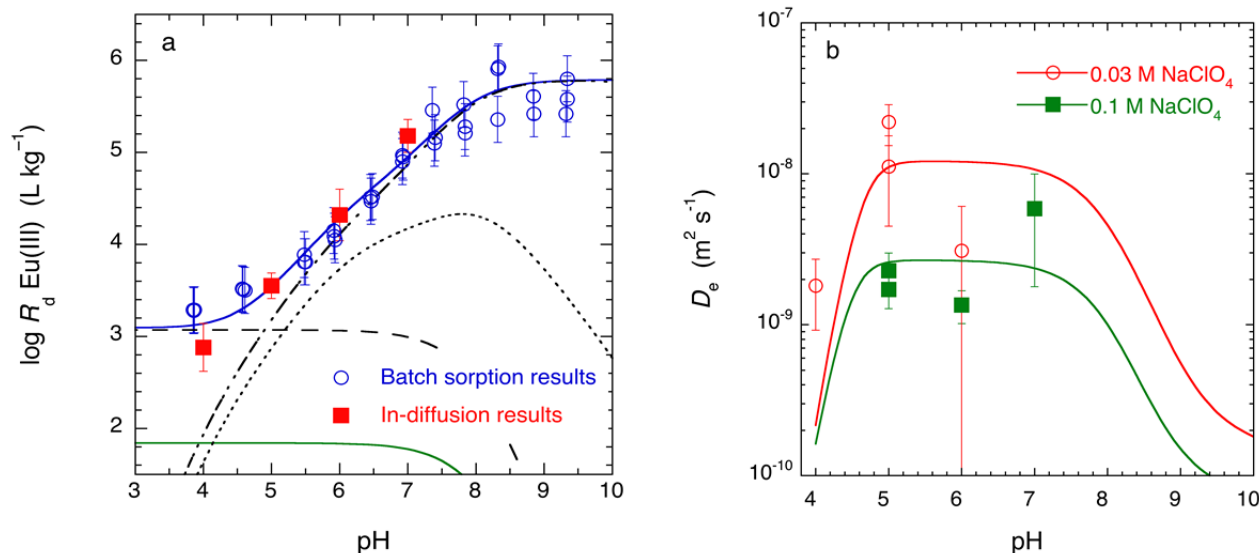 a
log R_d Eu(III) (L kg⁻¹)
6
5
4
3
2
Batch sorption results
In-diffusion results
3 4 5 6 7 8 9 10
pH
b
D_e (m² s⁻¹)
10⁻⁷
10⁻⁸
10⁻⁹
10⁻¹⁰
0.03 M NaClO₄
0.1 M NaClO₄
4 5 6 7 8 9 10
pH